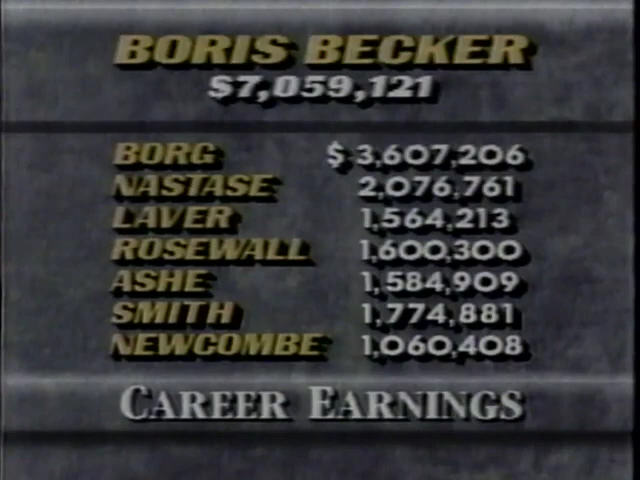 BORIS BECKER
$7,059,121
BORG $ 3,607,206
NASTASE 2,076,761
LAVER 1,564,213
ROSEWALL 1,600,300
ASHE 1,584,909
SMITH 1,774,881
NEWCOMBE 1,060,408
CAREER EARNINGS